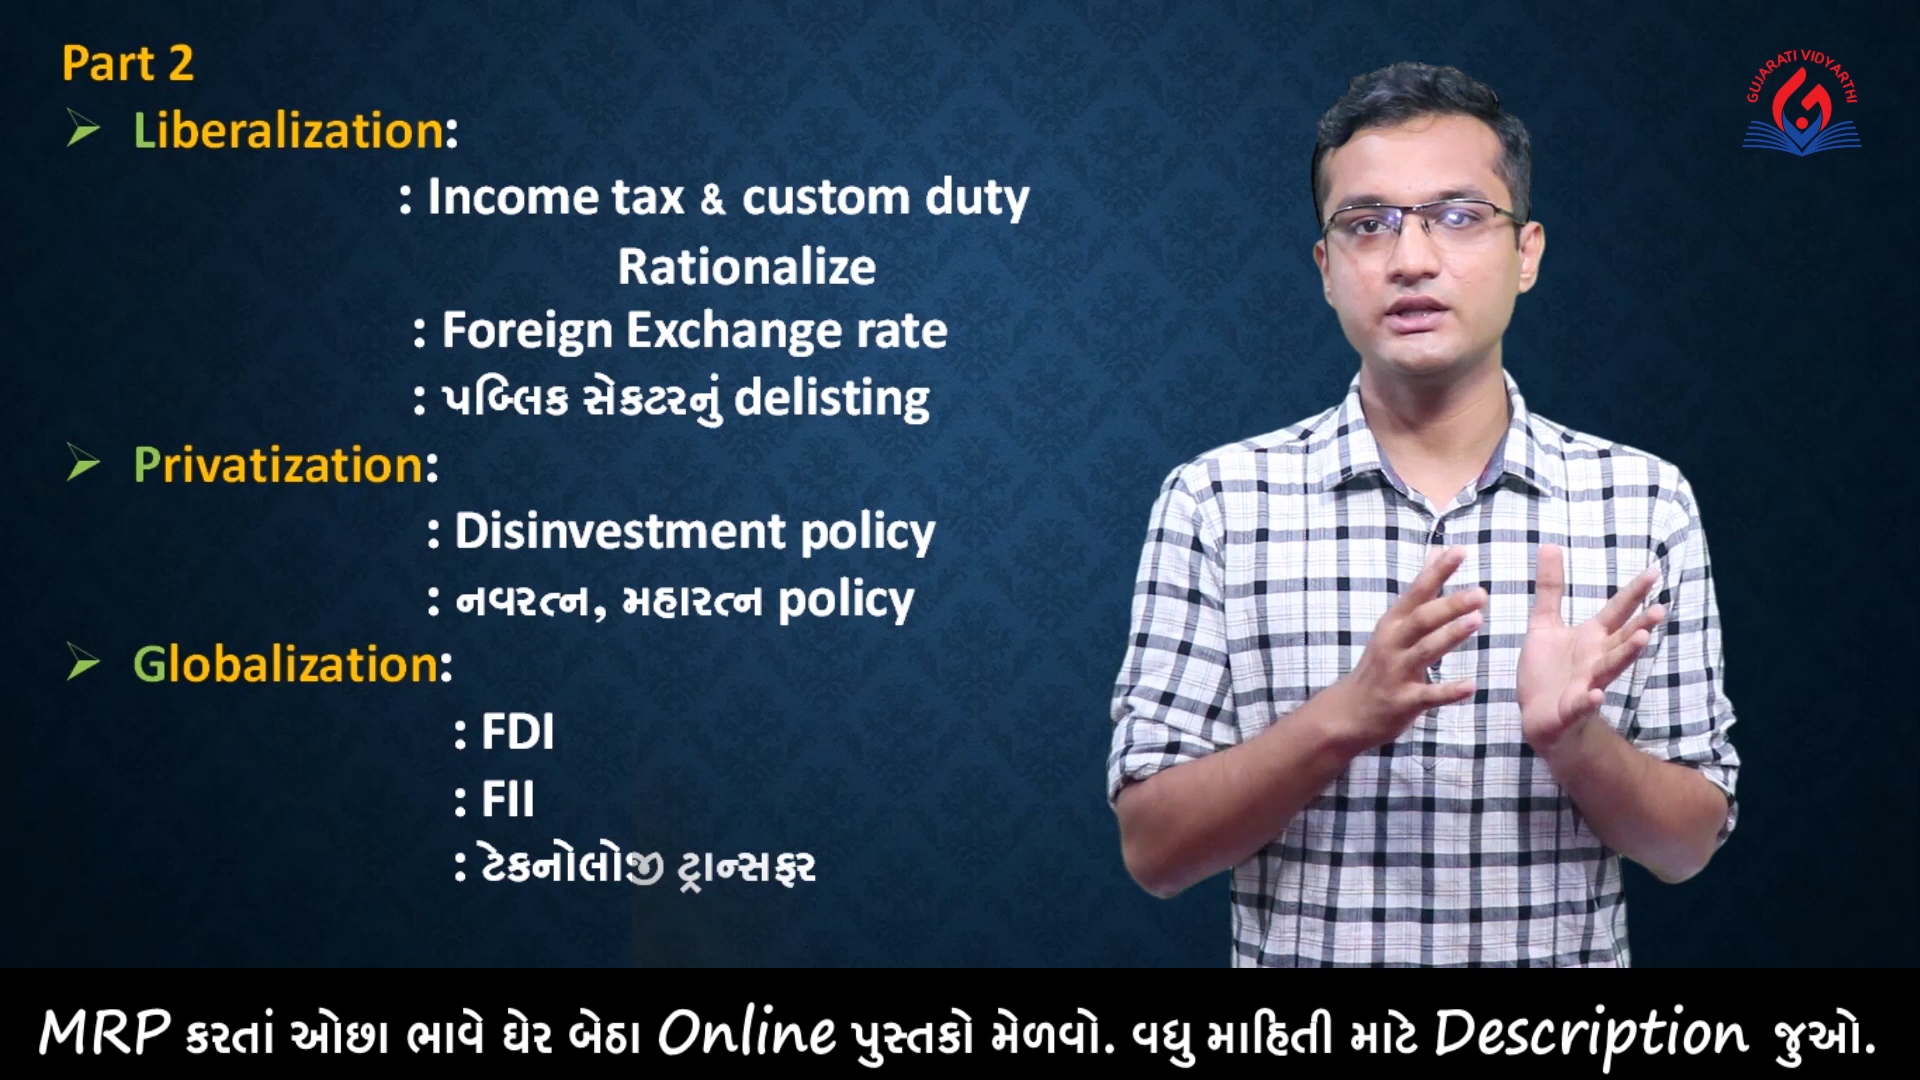 Part 2
GUJARATI VIDYARTHI
➢ Liberalization:
: Income tax & custom duty
Rationalize
: Foreign Exchange rate
: પબ્લિક સેકટરનું delisting
➢ Privatization:
: Disinvestment policy
: નવરત્ન, મહારત્ન policy
➢ Globalization:
: FDI
: FII
: ટેકનોલોજી ટ્રાન્સફર
MRP કરતાં ઓછા ભાવે ઘેર બેઠા Online પુસ્તકો મેળવો. વધુ માહિતી માટે Description જુઓ.